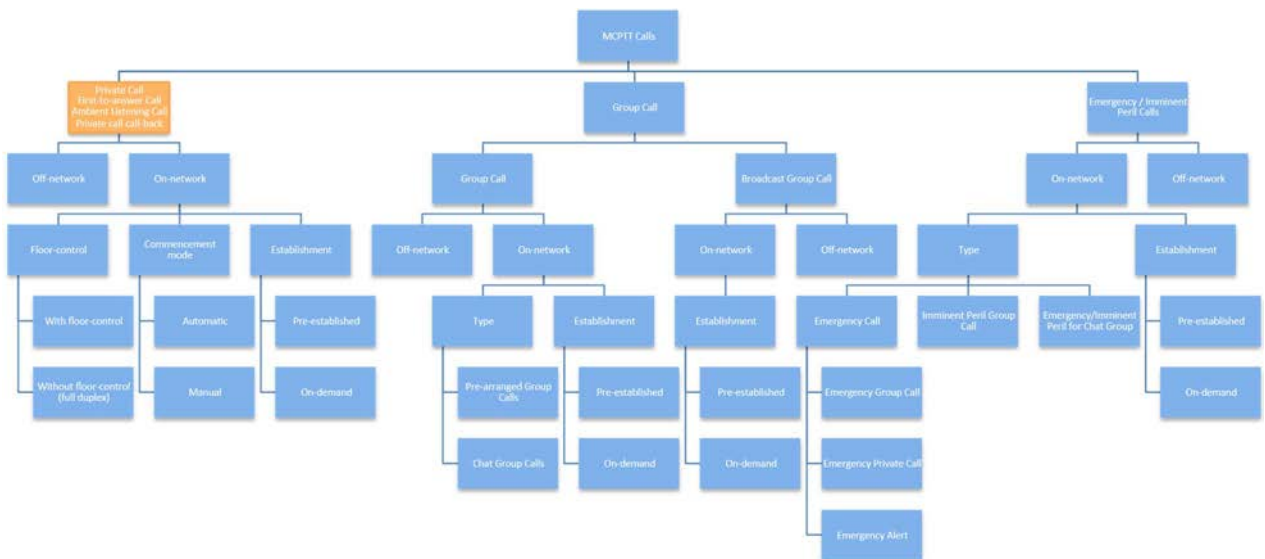 MCPTT Calls
Private Call
First-to-answer Call
Ambient Listening Call
Private call call-back
Group Call
Emergency / Imminent
Peril Calls
Off-network
On-network
Group Call
Broadcast Group Call
On-network
Off-network
Floor-control
Commencement
mode
Establishment
Off-network
On-network
On-network
Off-network
Type
Establishment
With floor-control
Automatic
Pre-established
Type
Establishment
Establishment
Emergency Call
Imminent Peril Group
Call
Emergency/Imminent
Peril for Chat Group
Pre-established
Without floor-control
(full duplex)
Manual
On-demand
Pre-arranged Group
Calls
Pre-established
Pre-established
Emergency Group Call
On-demand
Chat Group Calls
On-demand
On-demand
Emergency Private Call
Emergency Alert